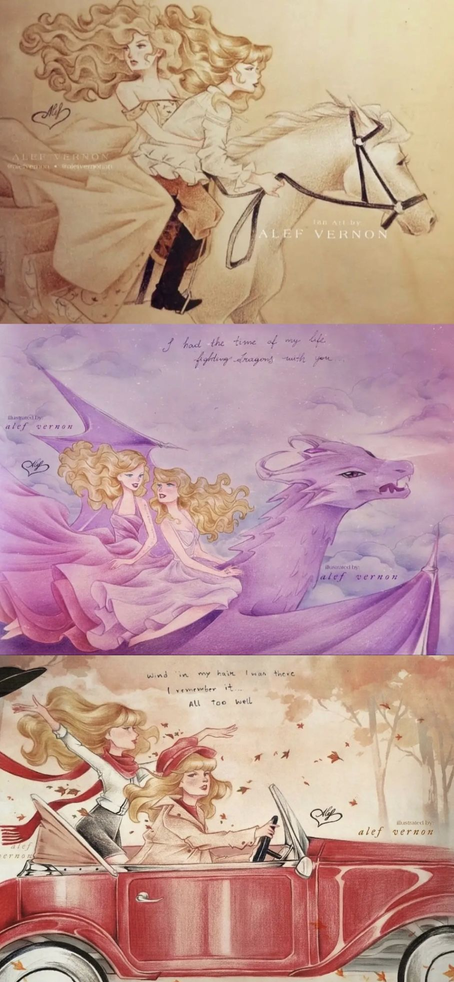 Alef
ALEF VERNON
fan art by
ALEF VERNON
I had the time of my life
fighting dragons with you
illustrated by
alef vernon
Alef
illustrated by
alef vernon
wind in my hair I was there
I remember it
All Too Well
Alef
illustrated by
alef vernon
vernon